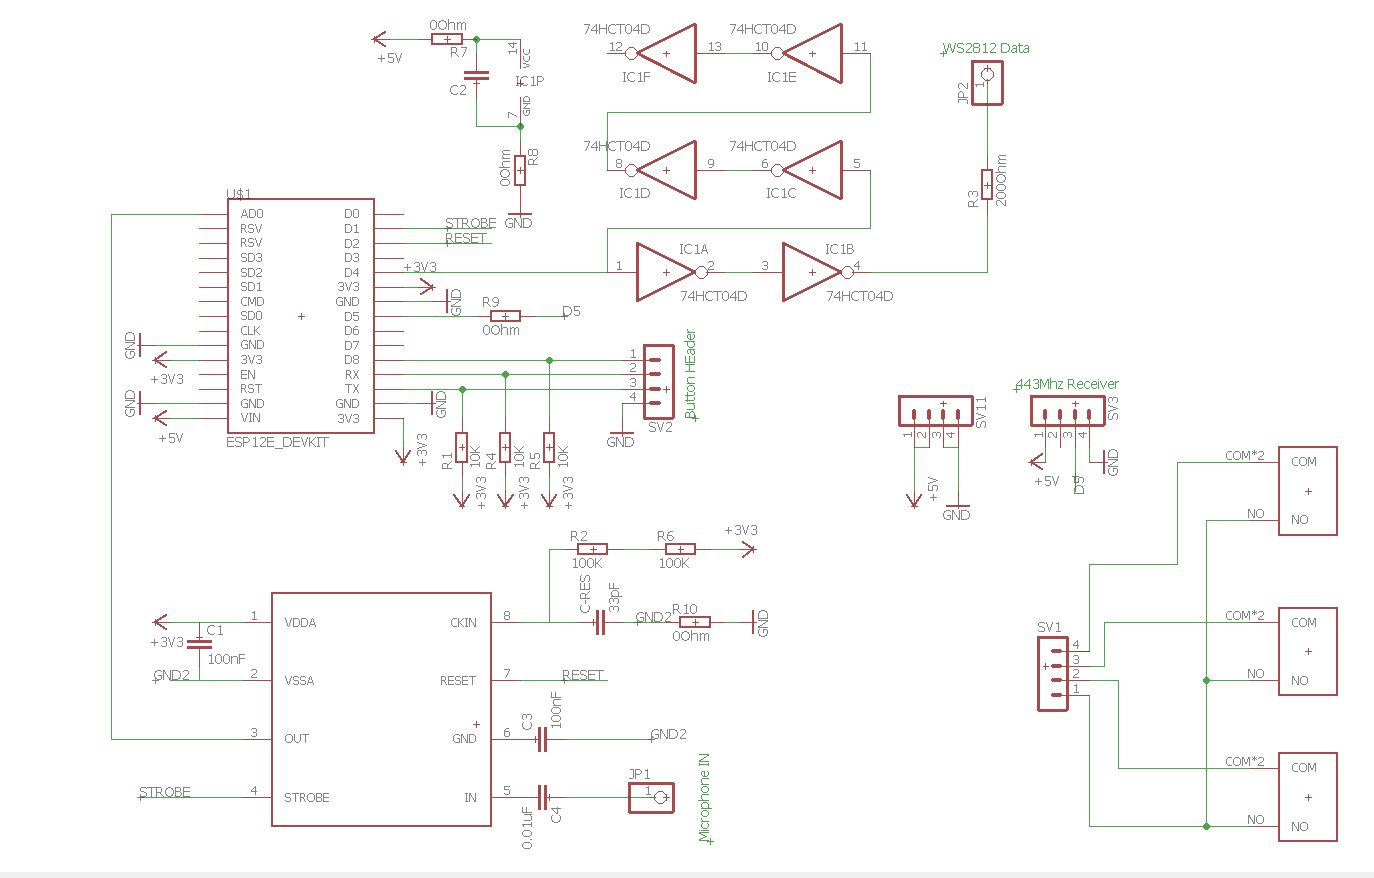 0Ohm
R7
+5V
C2
14
VCC
IC1P
GND
7
R8
0Ohm
GND
74HCT04D
12
13
IC1F
74HCT04D
10
11
IC1E
74HCT04D
8
9
IC1D
74HCT04D
6
5
IC1C
IC1A
1
2
74HCT04D
IC1B
3
4
74HCT04D
WS2812 Data
JP2
1
R3
200Ohm
U$1
AD0
RSV
RSV
SD3
SD2
SD1
CMD
SD0
CLK
GND
3V3
EN
RST
GND
VIN
D0
D1
D2
D3
D4
3V3
GND
D5
D6
D7
D8
RX
TX
GND
3V3
ESP12E_DEVKIT
GND
+3V3
GND
+5V
STROBE
RESET
+3V3
GND
R9
0Ohm
D5
GND
+3V3
1
2
3
4
SV2
Button HEader
GND
R1
10K
R4
10K
R5
10K
+3V3
+3V3
+3V3
SV11
1
2
3
4
+5V
GND
443Mhz Receiver
SV3
1
2
3
4
+5V
D5
GND
COM*2
COM
NO
NO
COM*2
COM
NO
NO
COM*2
COM
NO
NO
SV1
4
3
2
1
R2
100K
R6
100K
+3V3
C-RES
33pF
GND2
R10
0Ohm
GND
+3V3
C1
100nF
GND2
1
VDDA
2
VSSA
3
OUT
4
STROBE
STROBE
8
CKIN
7
RESET
RESET
6
GND
C3
100nF
GND2
5
IN
0.01uF
C4
JP1
1
Microphone IN